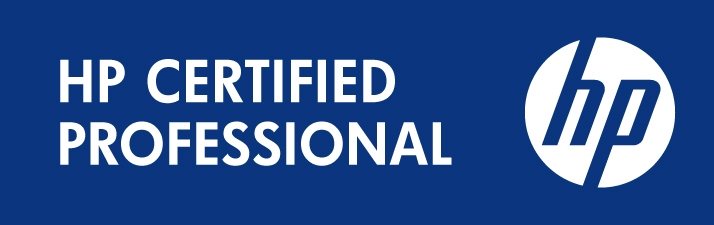 HP CERTIFIED
PROFESSIONAL
hp